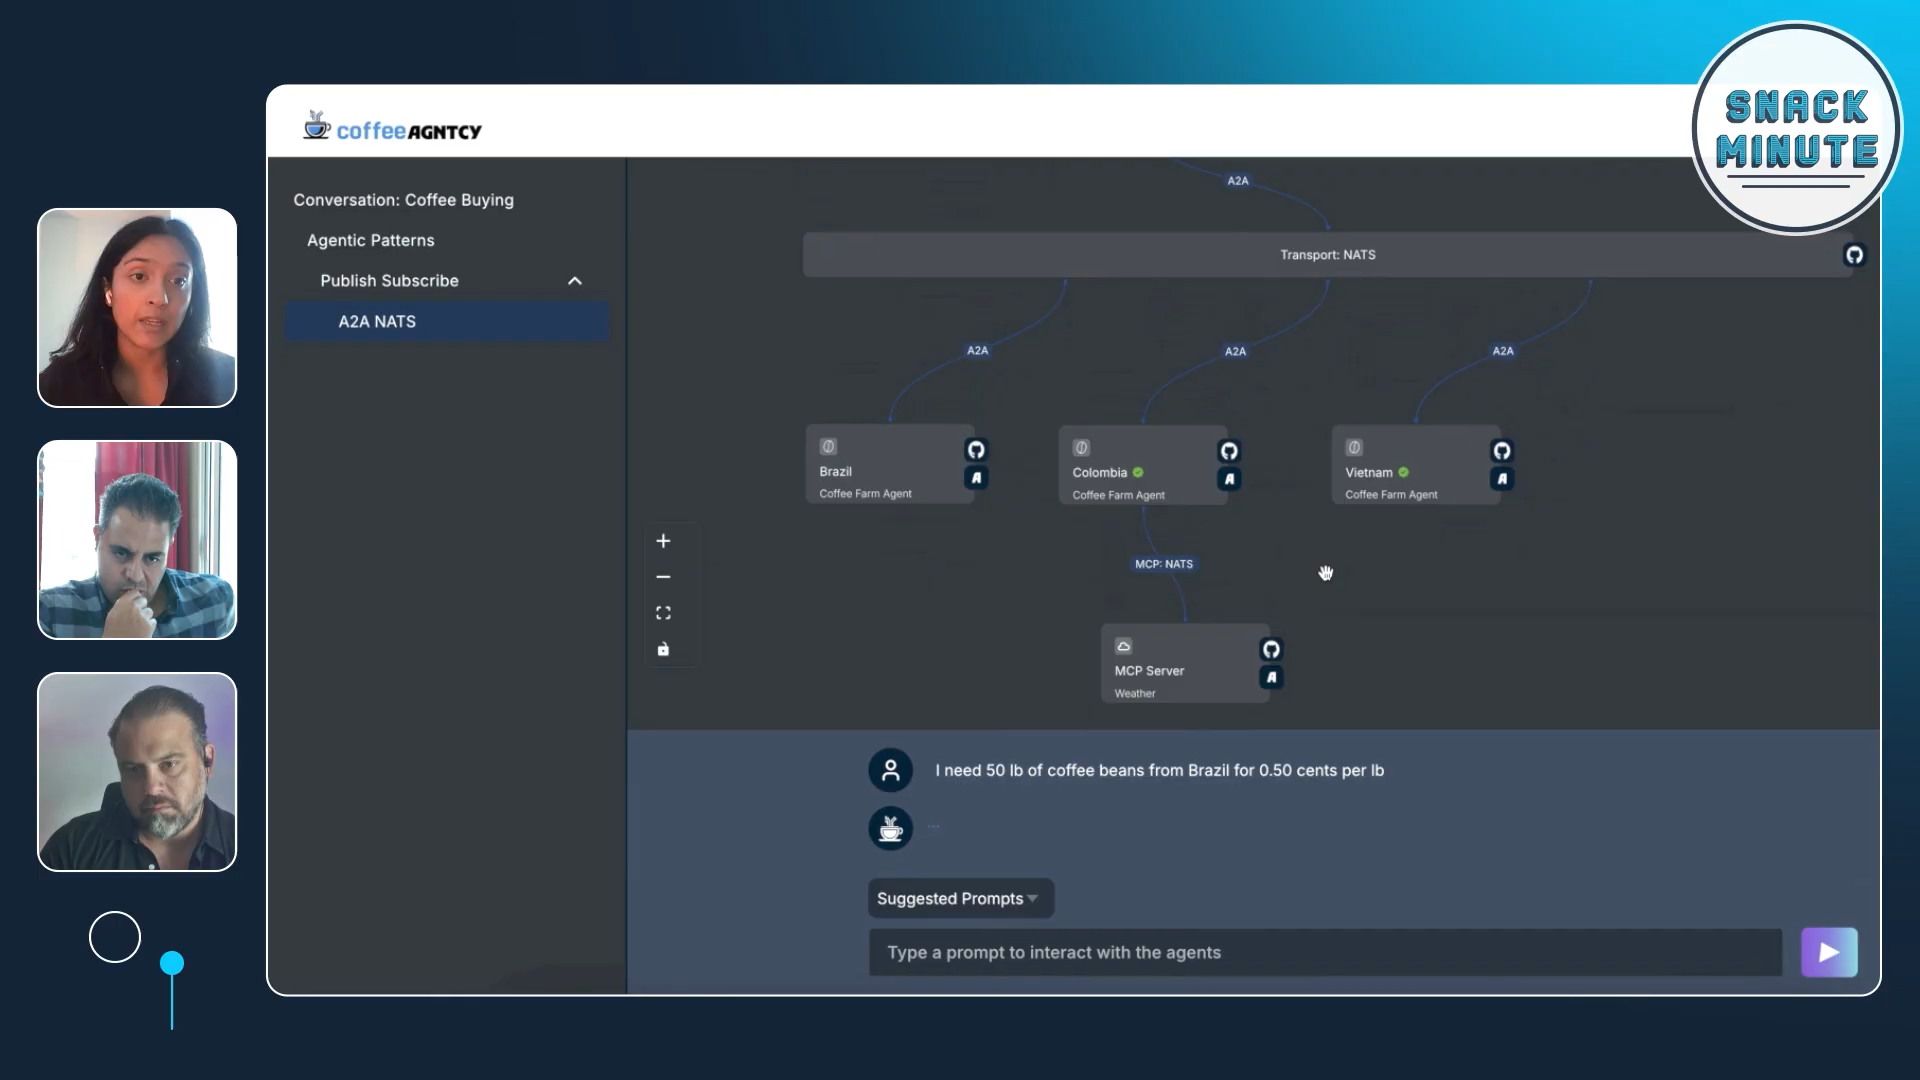 SNACK
MINUTE
coffeeAGNTCY
Conversation: Coffee Buying
Agentic Patterns
Publish Subscribe
A2A NATS
A2A
Transport: NATS
A2A
A2A
A2A
Brazil
Coffee Farm Agent
Colombia
Coffee Farm Agent
Vietnam
Coffee Farm Agent
MCP: NATS
MCP Server
Weather
I need 50 lb of coffee beans from Brazil for 0.50 cents per lb
...
Suggested Prompts
Type a prompt to interact with the agents